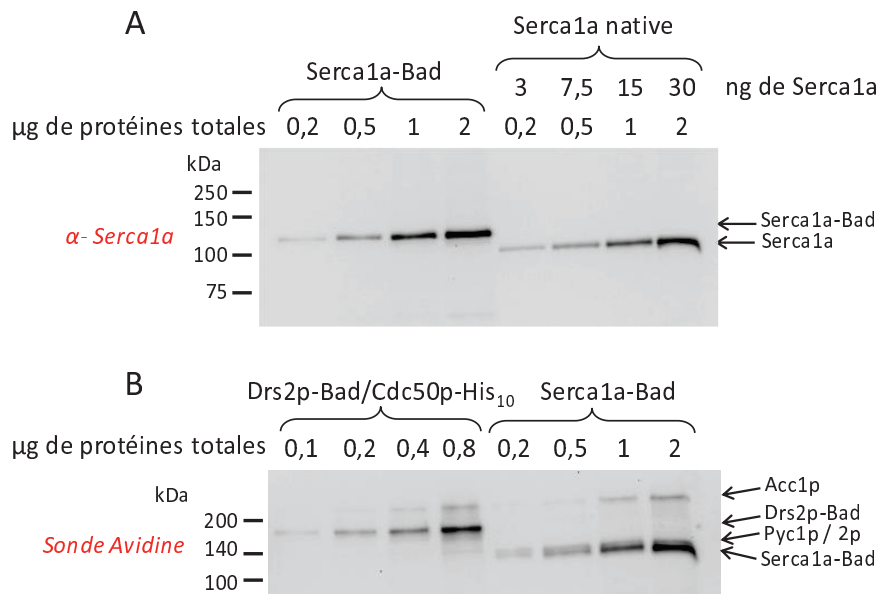 A
Serca1a native
Serca1a-Bad
3 7,5 15 30 ng de Serca1a
µg de protéines totales 0,2 0,5 1 2 0,2 0,5 1 2
kDa
250
150
100
75
α- Serca1a
Serca1a-Bad
Serca1a
B
Drs2p-Bad/Cdc50p-His10 Serca1a-Bad
µg de protéines totales 0,1 0,2 0,4 0,8 0,2 0,5 1 2
kDa
200
140
100
Sonde Avidine
Acc1p
Drs2p-Bad
Pyc1p / 2p
Serca1a-Bad